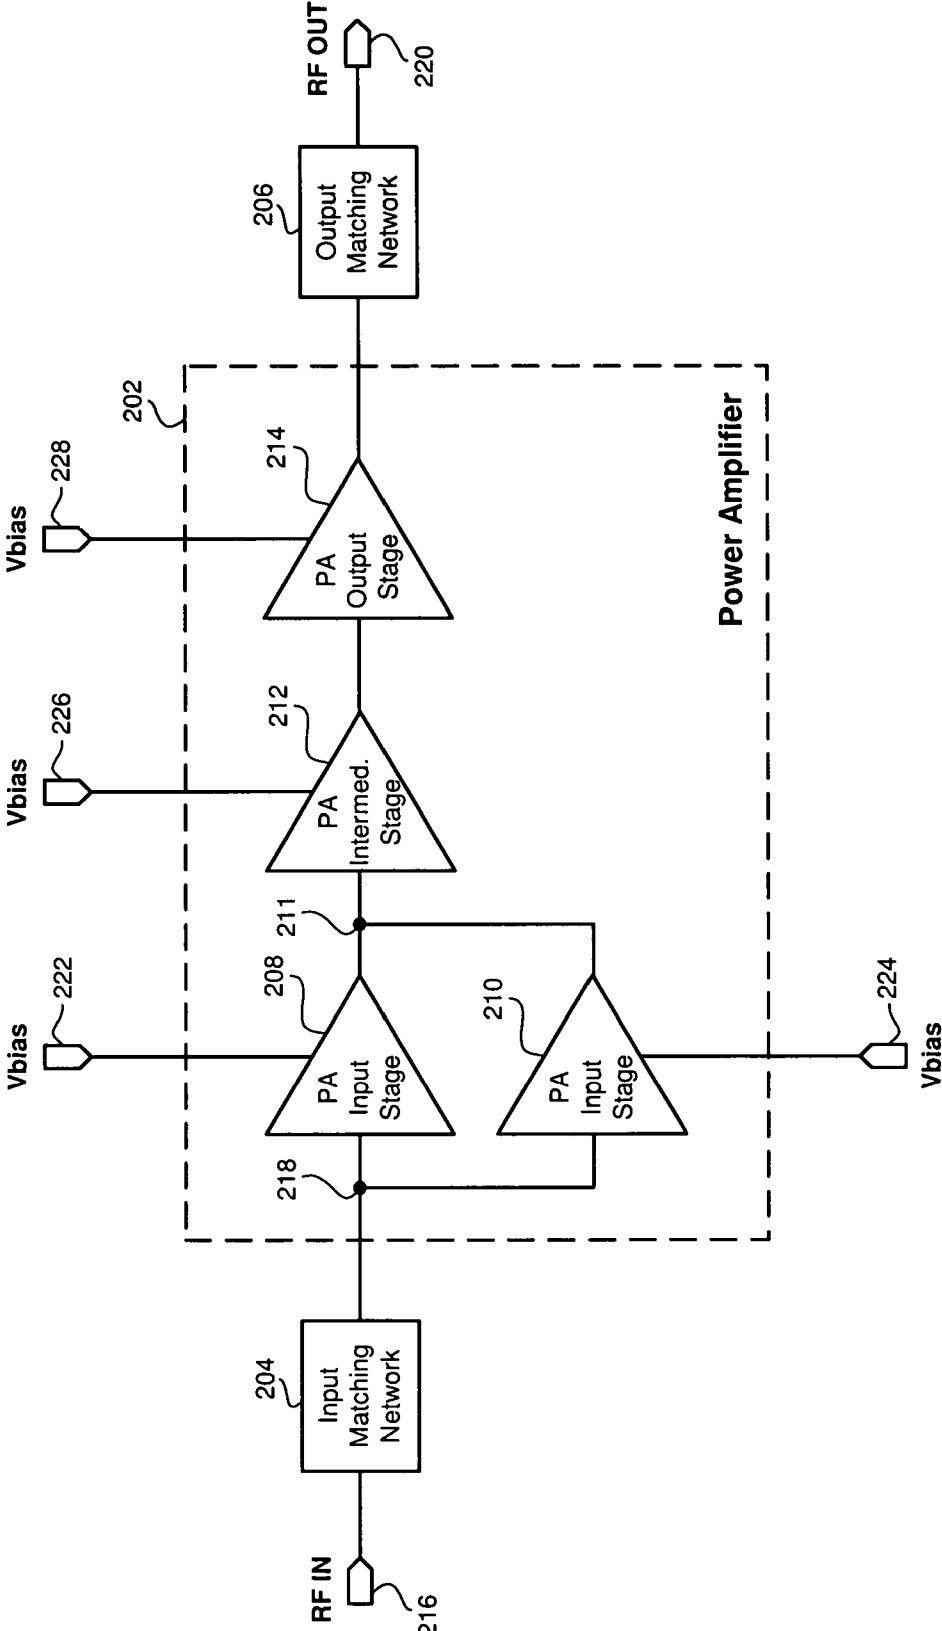 Vbias
222
Vbias
226
Vbias
228
202
RF IN
216
204
Input
Matching
Network
218
208
PA
Input
Stage
211
212
PA
Intermed.
Stage
214
PA
Output
Stage
206
Output
Matching
Network
RF OUT
220
210
PA
Input
Stage
Power Amplifier
224
Vbias